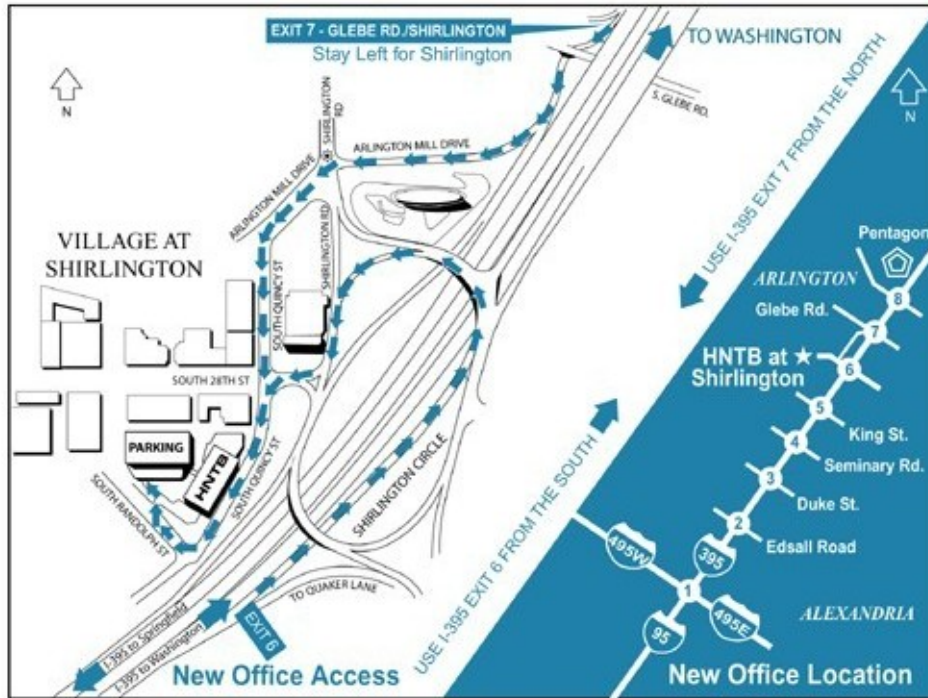 EXIT 7 - GLEBE RD./SHIRLINGTON
Stay Left for Shirlington
TO WASHINGTON
N
N
S. GLEBE RD.
SHIRLINGTON
RD
ARLINGTON MILL DRIVE
ARLINGTON MILL DRIVE
USE I-395 EXIT 7 FROM THE NORTH
VILLAGE AT
SHIRLINGTON
SHIRLINGTON RD
SOUTH QUINCY ST
SOUTH 28TH ST
PARKING
HNTB
SOUTH QUINCY ST
SOUTH RANDOLPH ST
SHIRLINGTON CIRCLE
TO QUAKER LANE
EXIT 6
I-395 to Springfield
I-395 to Washington
New Office Access
USE I-395 EXIT 6 FROM THE SOUTH
Pentagon
ARLINGTON
8
Glebe Rd.
7
HNTB at
Shirlington
6
5
King St.
4
Seminary Rd.
3
Duke St.
2
Edsall Road
495W
395
1
495E
95
ALEXANDRIA
New Office Location